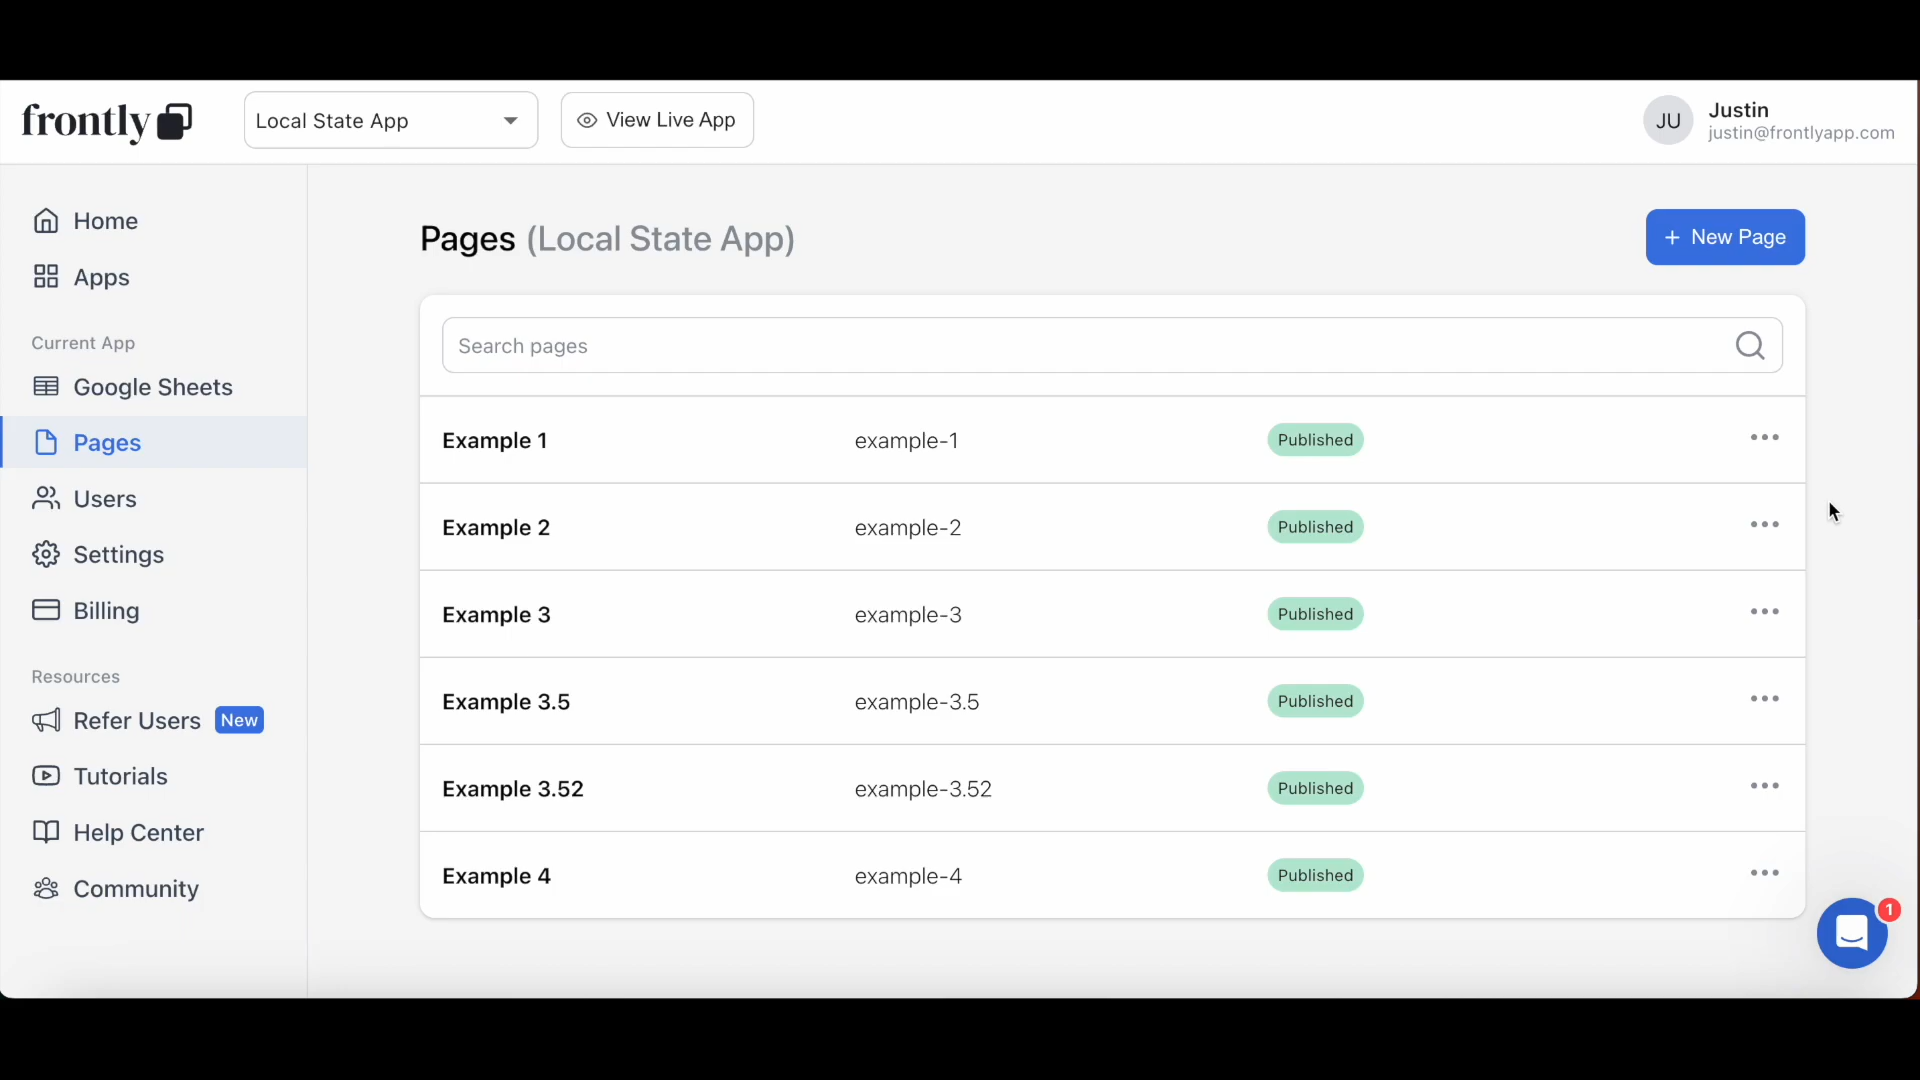 frontly
Local State App
View Live App
JU
Justin
justin@frontlyapp.com
Home
Apps
Current App
Google Sheets
Pages
Users
Settings
Billing
Resources
Refer Users New
Tutorials
Help Center
Community
Pages (Local State App)
+ New Page
Search pages
Example 1 example-1 Published
Example 2 example-2 Published
Example 3 example-3 Published
Example 3.5 example-3.5 Published
Example 3.52 example-3.52 Published
Example 4 example-4 Published
1